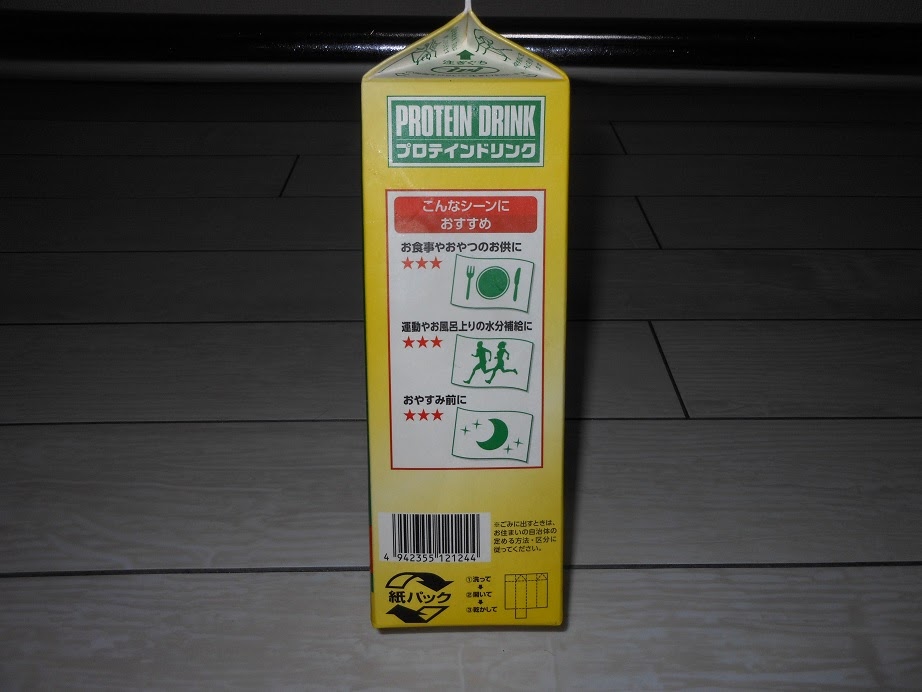 注ぎぐち
PROTEIN DRINK
プロテインドリンク
こんなシーンに
おすすめ
お食事やおやつのお供に
★★★
運動やお風呂上りの水分補給に
★★★
おやすみ前に
★★★
4 942355 121244
※ごみに出すときは、
お住まいの自治体の
定める方法・区分に
従ってください。
紙パック
①洗って
②開いて
③乾かして